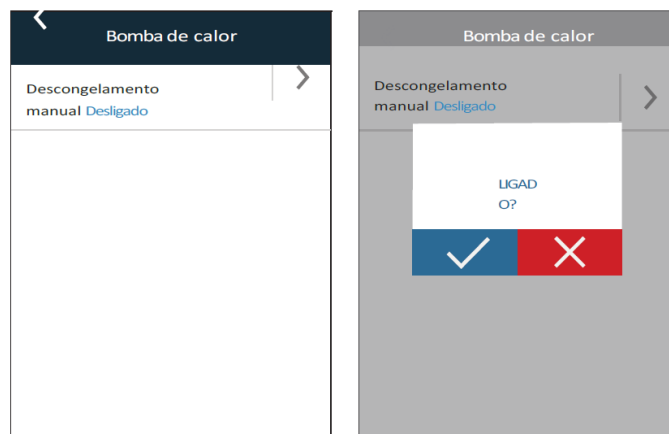 Bomba de calor
Descongelamento
manual Desligado
Bomba de calor
Descongelamento
manual Desligado
LIGAD
O?